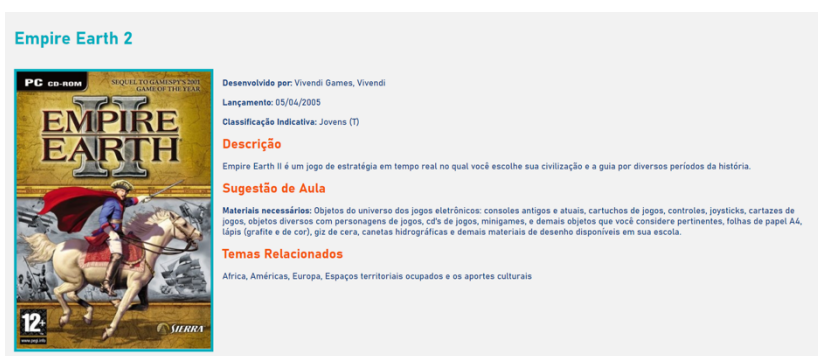 Empire Earth 2
PC CD-ROM
SEQUEL TO GAMESPY'S 2001
GAME OF THE YEAR
II
EMPIRE
EARTH
12+
www.pegi.info
SIERRA
Desenvolvido por: Vivendi Games, Vivendi
Lançamento: 05/04/2005
Classificação Indicativa: Jovens (T)
Descrição
Empire Earth II é um jogo de estratégia em tempo real no qual você escolhe sua civilização e a guia por diversos períodos da história.
Sugestão de Aula
Materiais necessários: Objetos do universo dos jogos eletrônicos: consoles antigos e atuais, cartuchos de jogos, controles, joysticks, cartazes de
jogos, objetos diversos com personagens de jogos, cd's de jogos, minigames, e demais objetos que você considere pertinentes, folhas de papel A4,
lápis (grafite e de cor), giz de cera, canetas hidrográficas e demais materiais de desenho disponíveis em sua escola.
Temas Relacionados
Africa, Américas, Europa, Espaços territoriais ocupados e os aportes culturais